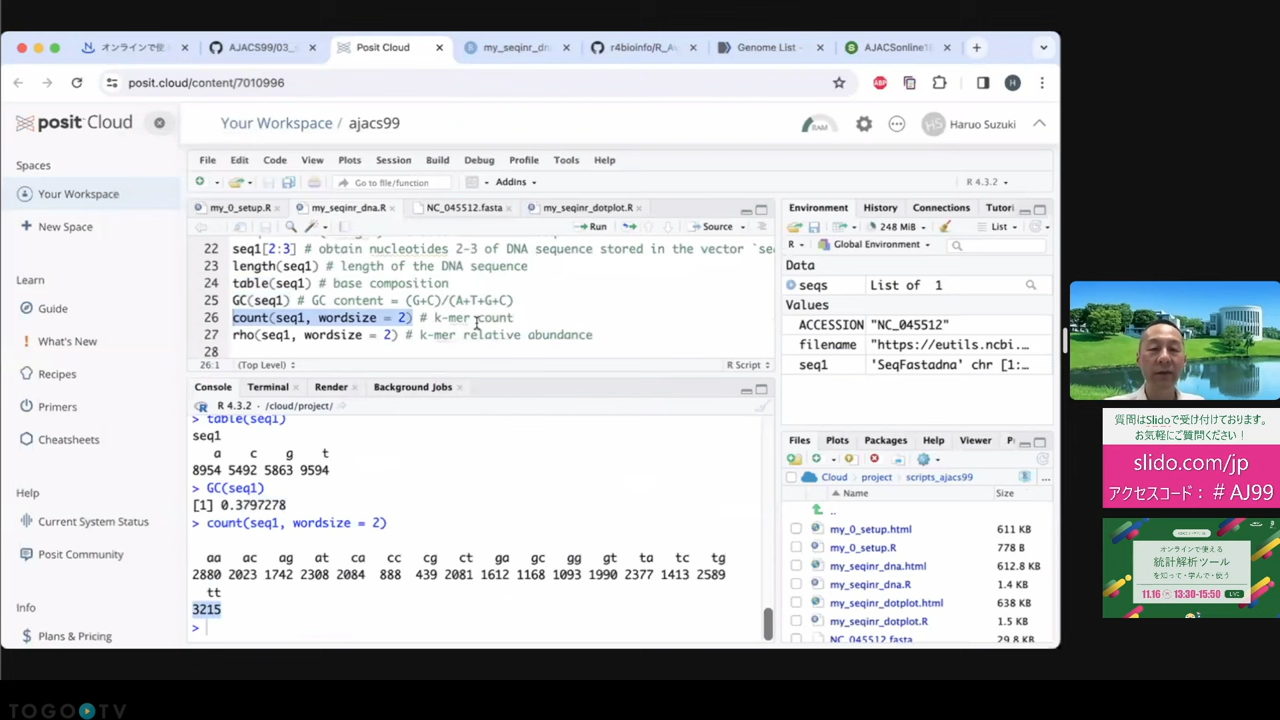 オンラインで使え
AJACS99/03_
Posit Cloud
my_seqinr_dn
r4bioinfo/R_A
Genome List -
AJACSonline1
posit.cloud/content/7010996
ABP
H
posit Cloud
Your Workspace / ajacs99
RAM
HS
Haruo Suzuki
Spaces
Your Workspace
New Space
Learn
Guide
What's New
Recipes
Primers
Cheatsheets
Help
Current System Status
Posit Community
Info
Plans & Pricing
File Edit Code View Plots Session Build Debug Profile Tools Help
Go to file/function
Addins
R 4.3.2
my_0_setup.R
my_seqinr_dna.R
NC_045512.fasta
my_seqinr_dotplot.R
Run
Source
22 seq1[2:3] # obtain nucleotides 2-3 of DNA sequence stored in the vector `se
23 length(seq1) # length of the DNA sequence
24 table(seq1) # base composition
25 GC(seq1) # GC content = (G+C)/(A+T+G+C)
26 count(seq1, wordsize = 2) # k-mer count
27 rho(seq1, wordsize = 2) # k-mer relative abundance
28
26:1 (Top Level)
R Script
Console Terminal Render Background Jobs
R 4.3.2 · /cloud/project/
> table(seq1)
seq1
a c g t
8954 5492 5863 9594
> GC(seq1)
[1] 0.3797278
> count(seq1, wordsize = 2)
aa ac ag at ca cc cg ct ga gc gg gt ta tc tg
2880 2023 1742 2308 2084 888 439 2081 1612 1168 1093 1990 2377 1413 2589
tt
3215
>
Environment History Connections Tutori
248 MiB
List
R
Global Environment
Data
seqs List of 1
Values
ACCESSION "NC_045512"
filename "https://eutils.ncbi.…
seq1 'SeqFastadna' chr [1:…
Files Plots Packages Help Viewer P
Cloud project scripts_ajacs99
...
Name Size
..
my_0_setup.html 611 KB
my_0_setup.R 778 B
my_seqinr_dna.html 612.8 KB
my_seqinr_dna.R 1.4 KB
my_seqinr_dotplot.html 638 KB
my_seqinr_dotplot.R 1.5 KB
NC_045512.fasta 29.8 KB
質問はSlidoで受け付けております。
お気軽にご質問ください！
slido.com/jp
アクセスコード： ＃AJ99
オンラインで使える
統計解析ツール
を知って・学んで・使う
11.16 13:30-15:50 LIVE
TOGO TV